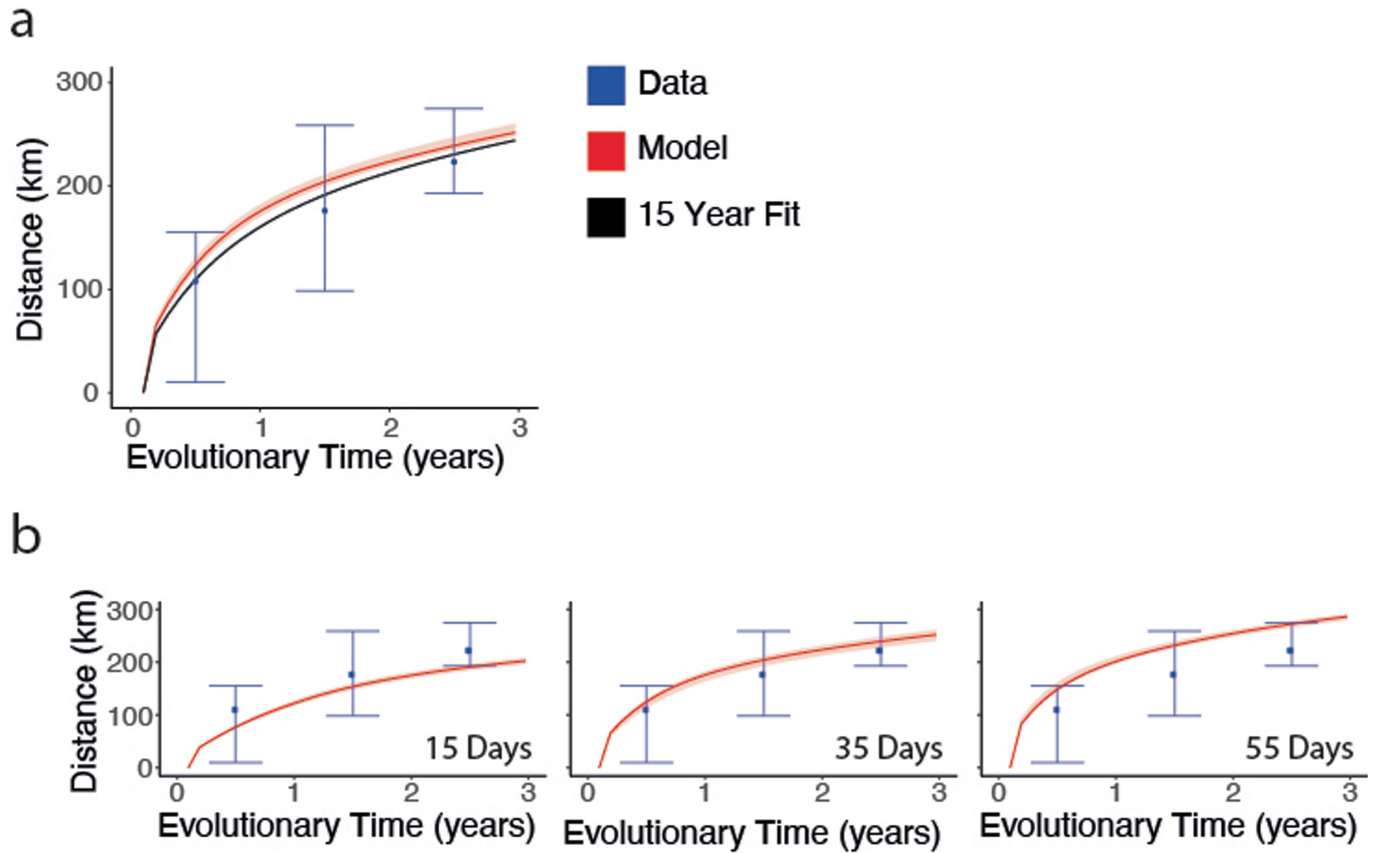 a
300
200
100
0
Distance (km)
0 1 2 3
Evolutionary Time (years)
Data
Model
15 Year Fit
b
300
200
100
0
Distance (km)
15 Days
35 Days
55 Days
0 1 2 3
0 1 2 3
0 1 2 3
Evolutionary Time (years)
Evolutionary Time (years)
Evolutionary Time (years)